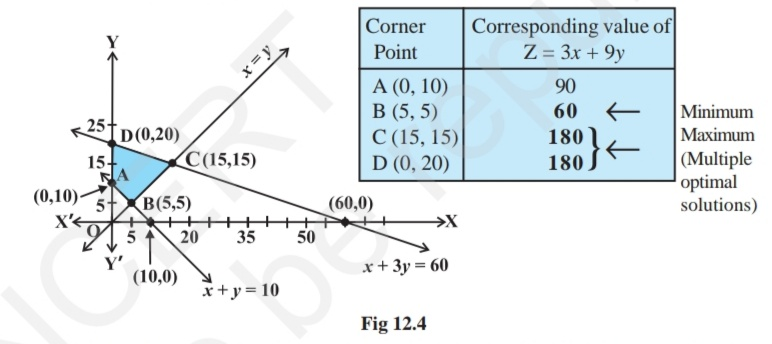 Y
x = y
25
D(0,20)
15
C(15,15)
A
(0,10)
5
B(5,5)
(60,0)
X'
O
5
20
35
50
X
Y'
(10,0)
x + y = 10
x + 3y = 60
Corner Point
Corresponding value of Z = 3x + 9y
A (0, 10) 90
B (5, 5) 60 ← Minimum
C (15, 15) 180 Maximum
D (0, 20) 180 (Multiple
optimal
solutions)
Fig 12.4